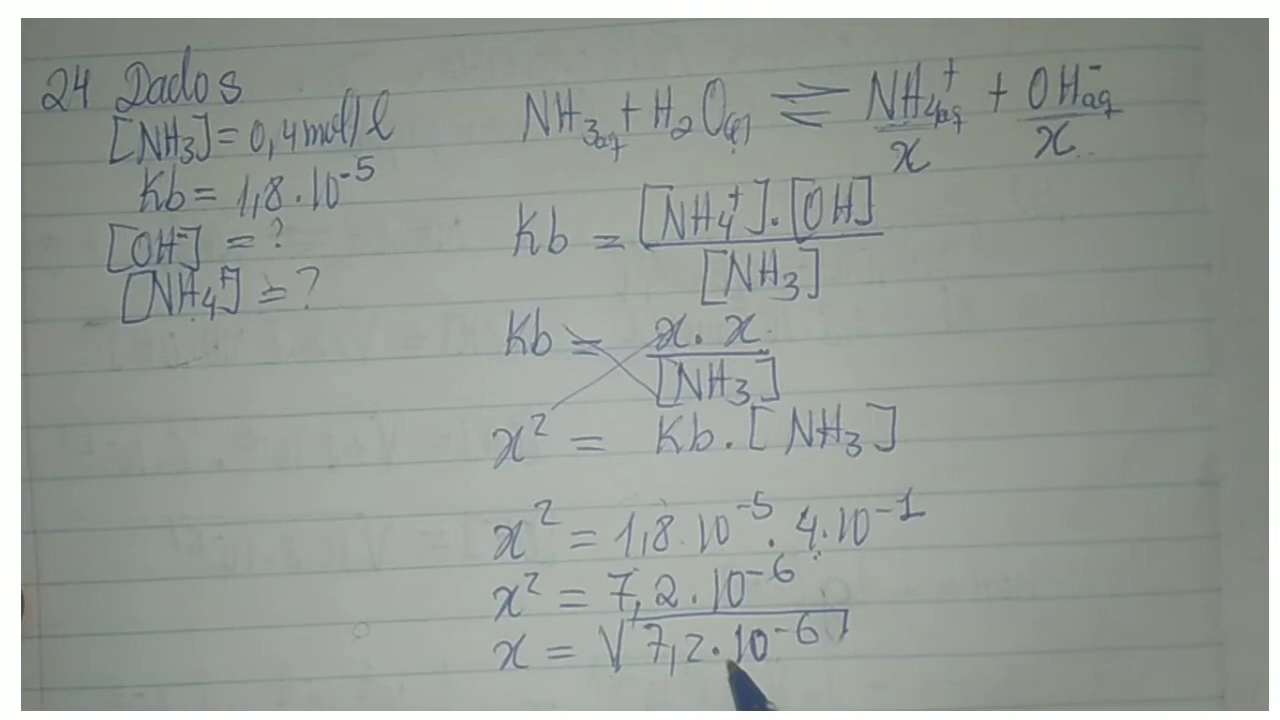 24 Dados
[NH₃] = 0,4 mol/l
Kb = 1,8 . 10⁻⁵
[OH⁻] = ?
[NH₄⁺] = ?
NH₃aq + H₂O(l) ⇌ NH₄⁺aq + OH⁻aq
x x
Kb = [NH₄⁺] . [OH] / [NH₃]
Kb = x . x / [NH₃]
x² = Kb . [NH₃]
x² = 1,8 . 10⁻⁵ . 4 . 10⁻¹
x² = 7,2 . 10⁻⁶
x = √7,2 . 10⁻⁶